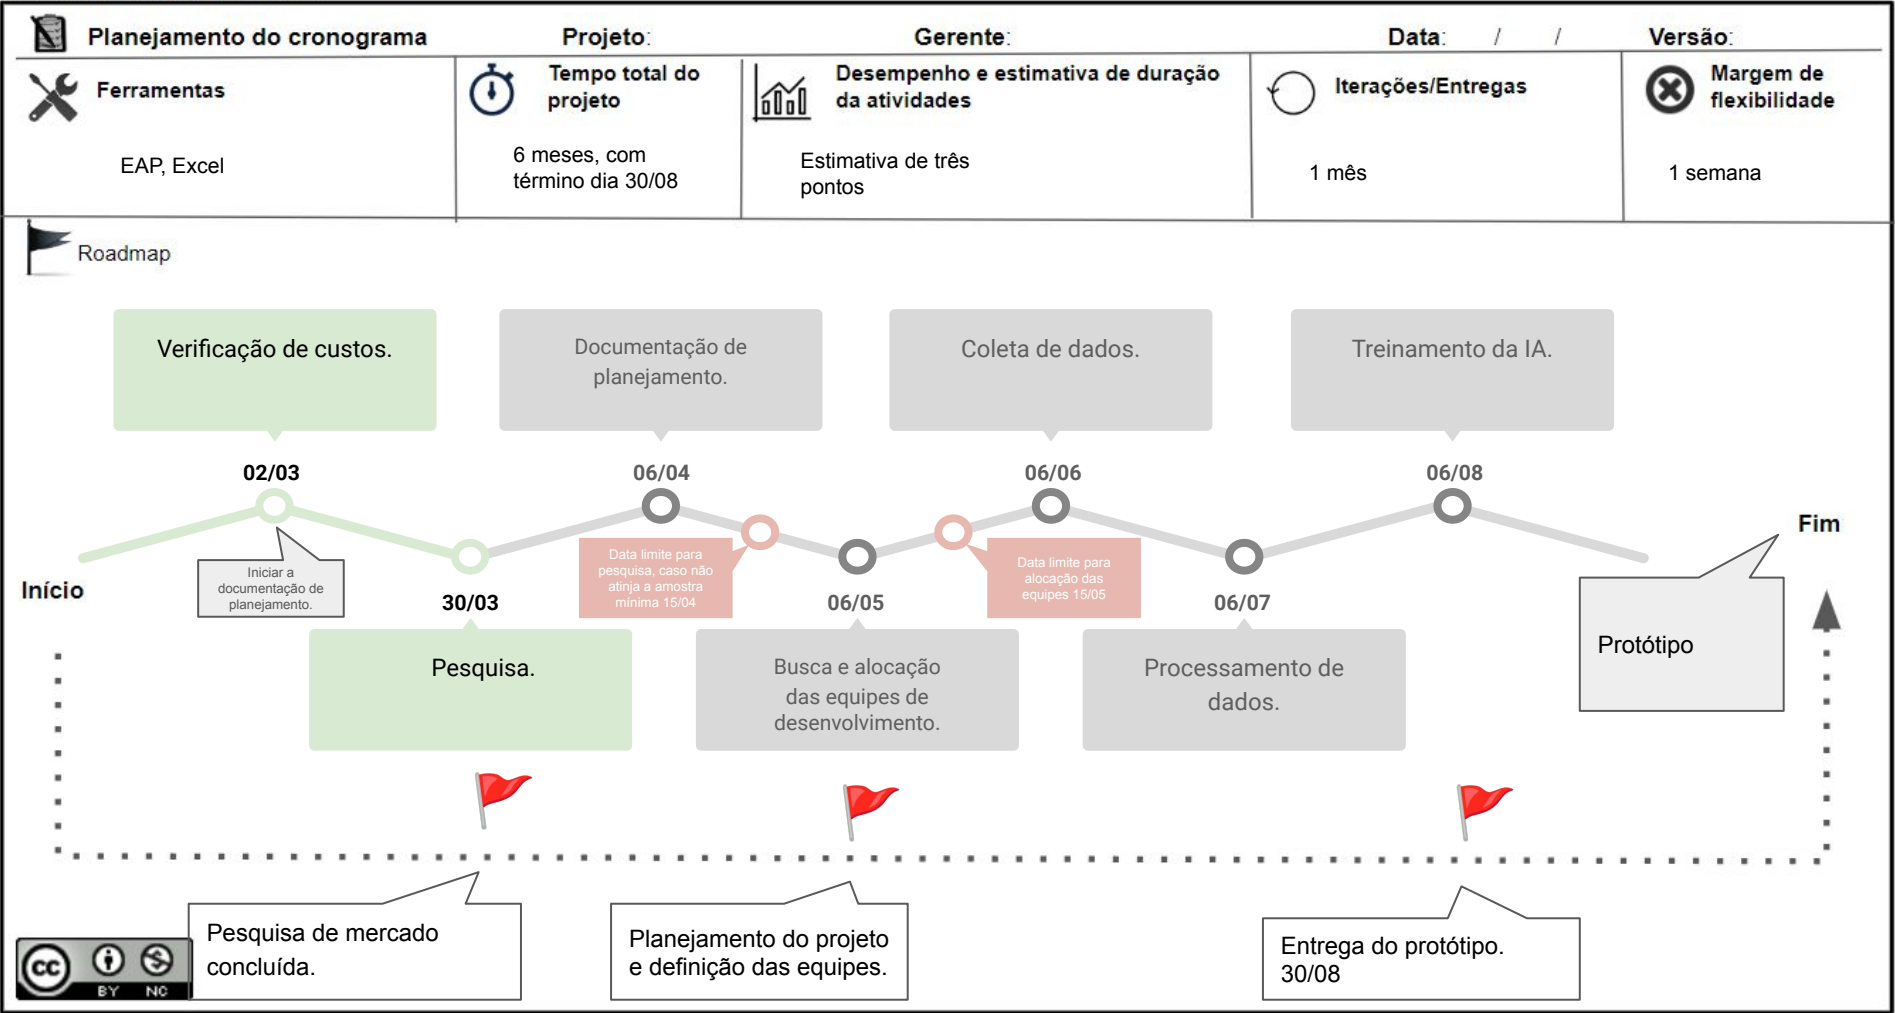 Planejamento do cronograma
Projeto:
Gerente:
Data: / /
Versão:
Ferramentas
EAP, Excel
Tempo total do
projeto
6 meses, com
término dia 30/08
Desempenho e estimativa de duração
da atividades
Estimativa de três
pontos
Iterações/Entregas
1 mês
Margem de
flexibilidade
1 semana
Roadmap
Verificação de custos.
Documentação de
planejamento.
Coleta de dados.
Treinamento da IA.
02/03
06/04
06/06
06/08
Início
Iniciar a
documentação de
planejamento.
Data limite para
pesquisa, caso não
atinja a amostra
mínima 15/04
Data limite para
alocação das
equipes 15/05
Fim
30/03
06/05
06/07
Pesquisa.
Busca e alocação
das equipes de
desenvolvimento.
Processamento de
dados.
Protótipo
Pesquisa de mercado
concluída.
Planejamento do projeto
e definição das equipes.
Entrega do protótipo.
30/08
cc
BY NC